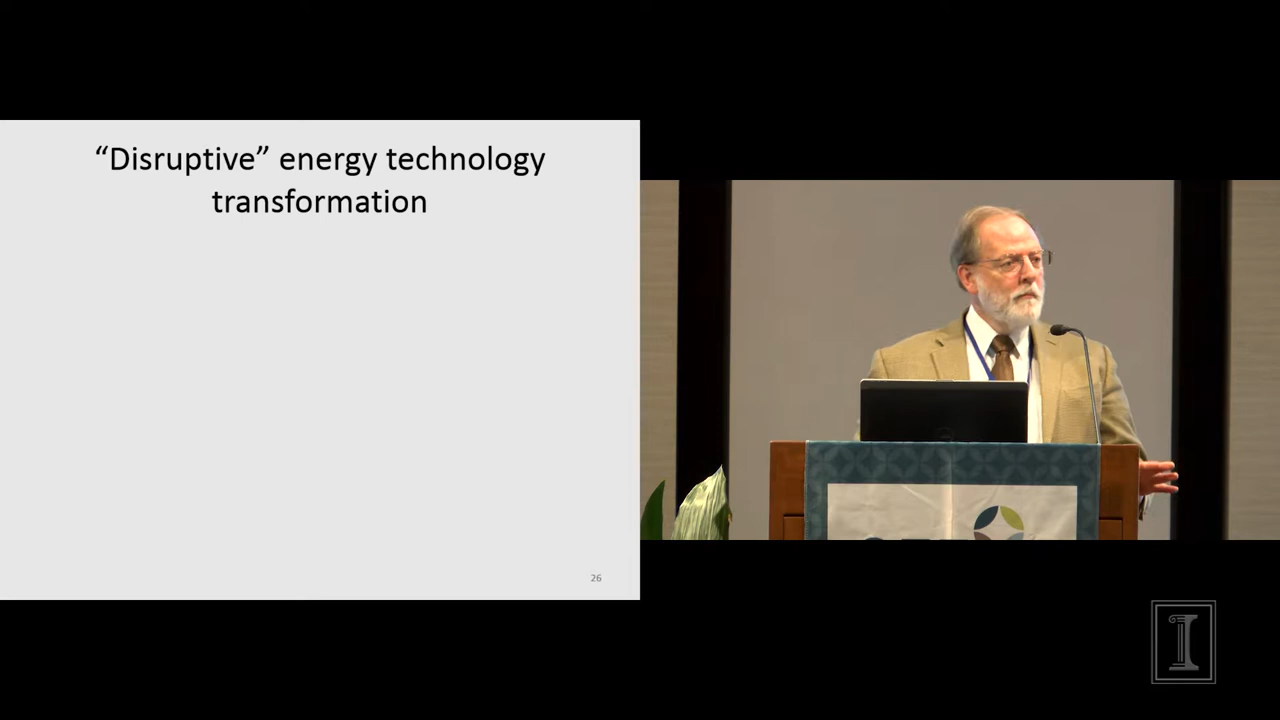 “Disruptive” energy technology
transformation
26
I